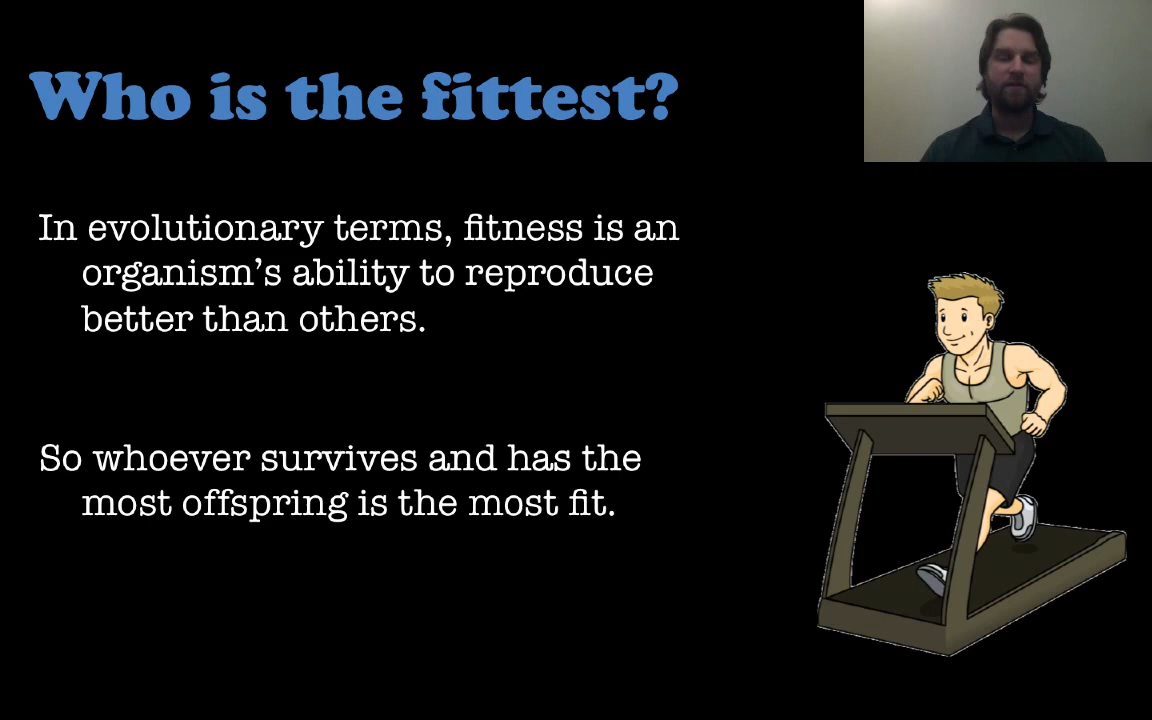 Who is the fittest?
In evolutionary terms, fitness is an
organism’s ability to reproduce
better than others.
So whoever survives and has the
most offspring is the most fit.